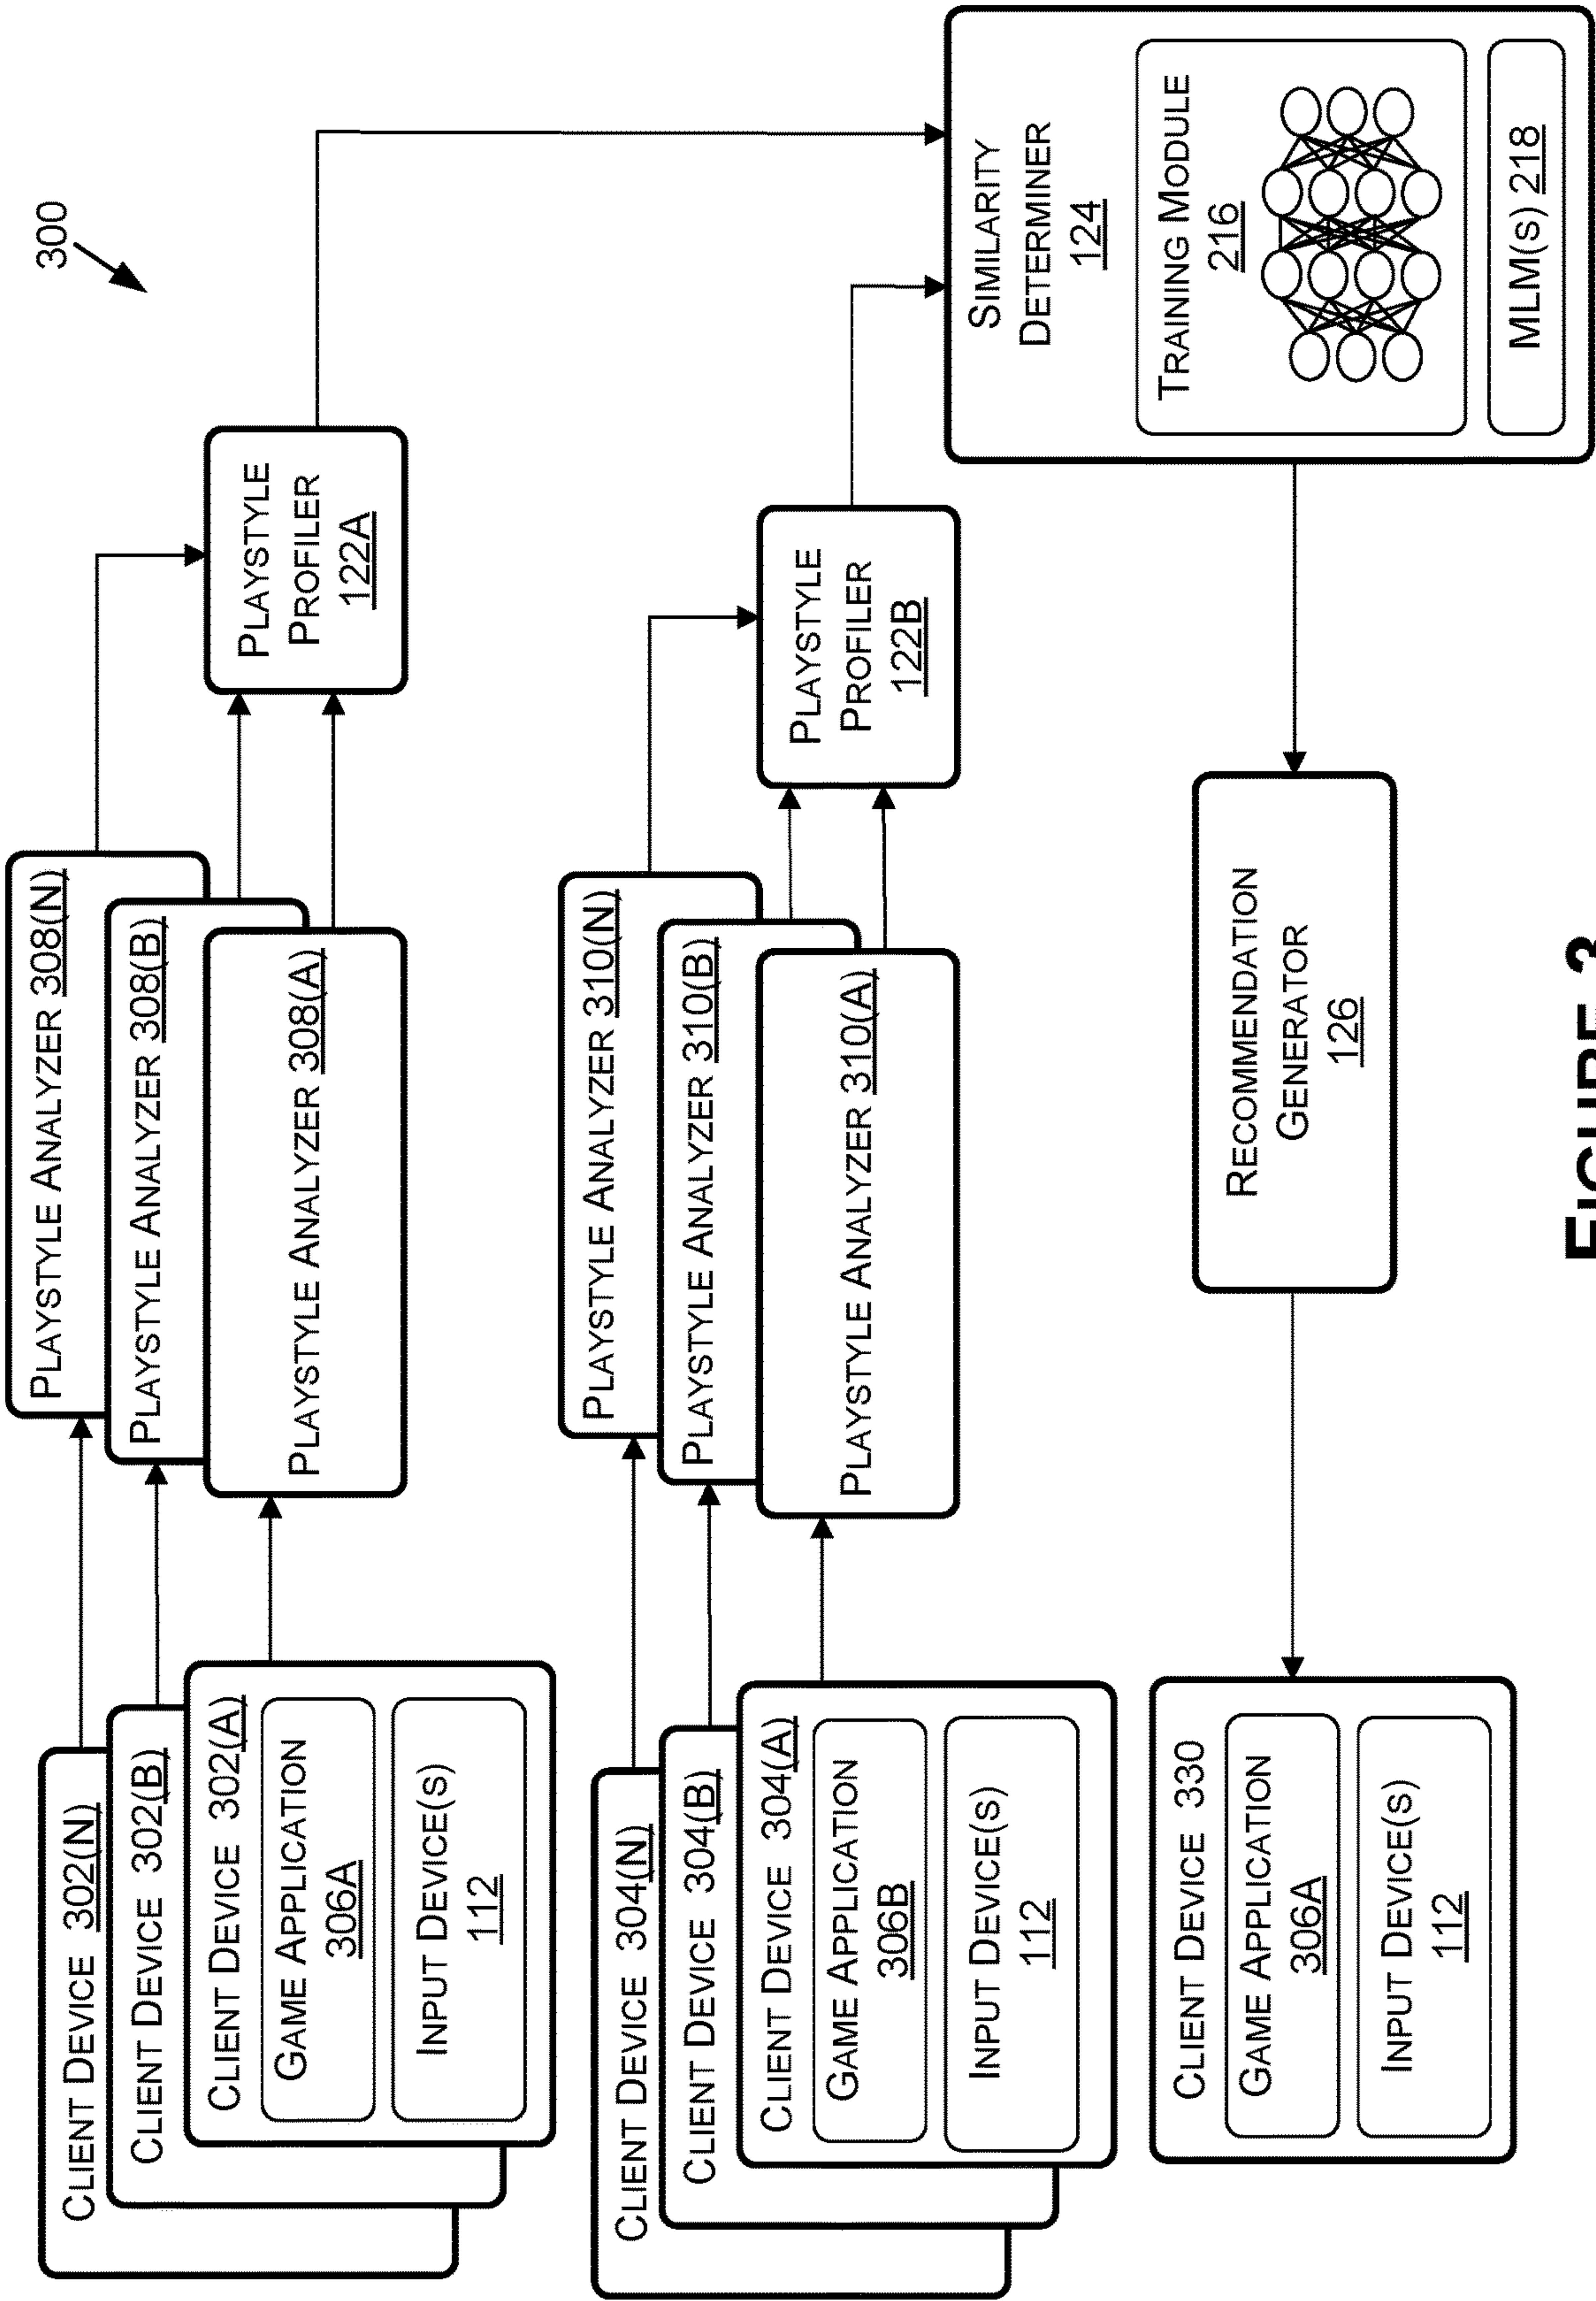 300
CLIENT DEVICE 302(N)
CLIENT DEVICE 302(B)
CLIENT DEVICE 302(A)
GAME APPLICATION
306A
INPUT DEVICE(S)
112
PLAYSTYLE ANALYZER 308(N)
PLAYSTYLE ANALYZER 308(B)
PLAYSTYLE ANALYZER 308(A)
PLAYSTYLE
PROFILER
122A
CLIENT DEVICE 304(N)
CLIENT DEVICE 304(B)
CLIENT DEVICE 304(A)
GAME APPLICATION
306B
INPUT DEVICE(S)
112
PLAYSTYLE ANALYZER 310(N)
PLAYSTYLE ANALYZER 310(B)
PLAYSTYLE ANALYZER 310(A)
PLAYSTYLE
PROFILER
122B
SIMILARITY
DETERMINER
124
TRAINING MODULE
216
MLM(S) 218
RECOMMENDATION
GENERATOR
126
CLIENT DEVICE 330
GAME APPLICATION
306A
INPUT DEVICE(S)
112
FIGURE 3